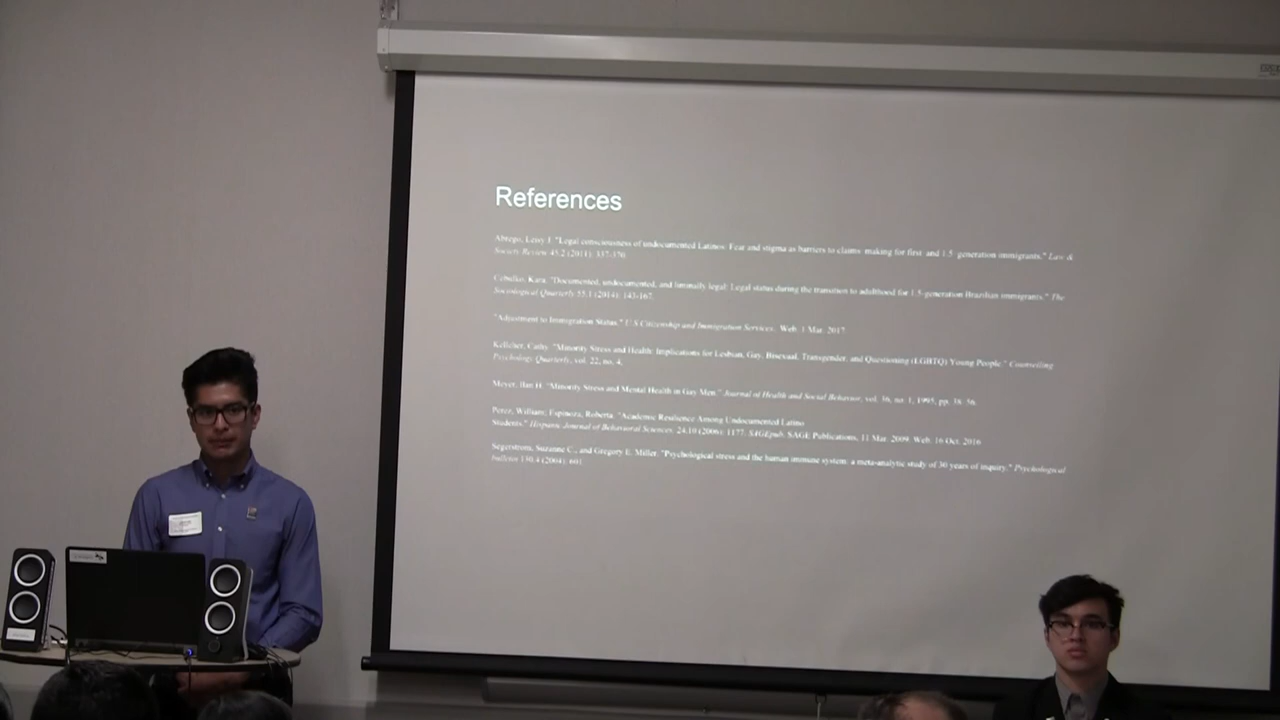 References
Abrego, Leisy J. "Legal consciousness of undocumented Latinos: Fear and stigma as barriers to claims-making for first- and 1.5-generation immigrants." Law &
Society Review 45.2 (2011): 337-370.
Cebulko, Kara. "Documented, undocumented, and liminally legal: Legal status during the transition to adulthood for 1.5-generation Brazilian immigrants." The
Sociological Quarterly 55.1 (2014): 143-167.
"Adjustment to Immigration Status." U.S Citizenship and Immigration Services. Web. 1 Mar. 2017
Kelleher, Cathy. "Minority Stress and Health: Implications for Lesbian, Gay, Bisexual, Transgender, and Questioning (LGBTQ) Young People." Counselling
Psychology Quarterly, vol. 22, no. 4,
Meyer, Ilan H. "Minority Stress and Mental Health in Gay Men." Journal of Health and Social Behavior, vol. 36, no. 1, 1995, pp. 38-56.
Perez, William; Espinoza, Roberta. "Academic Resilience Among Undocumented Latino
Students." Hispanic Journal of Behavioral Sciences. 24.10 (2006): 1177. SAGEpub. SAGE Publications, 11 Mar. 2009. Web. 16 Oct. 2016
Segerstrom, Suzanne C., and Gregory E. Miller. "Psychological stress and the human immune system: a meta-analytic study of 30 years of inquiry." Psychological
bulletin 130.4 (2004): 601.